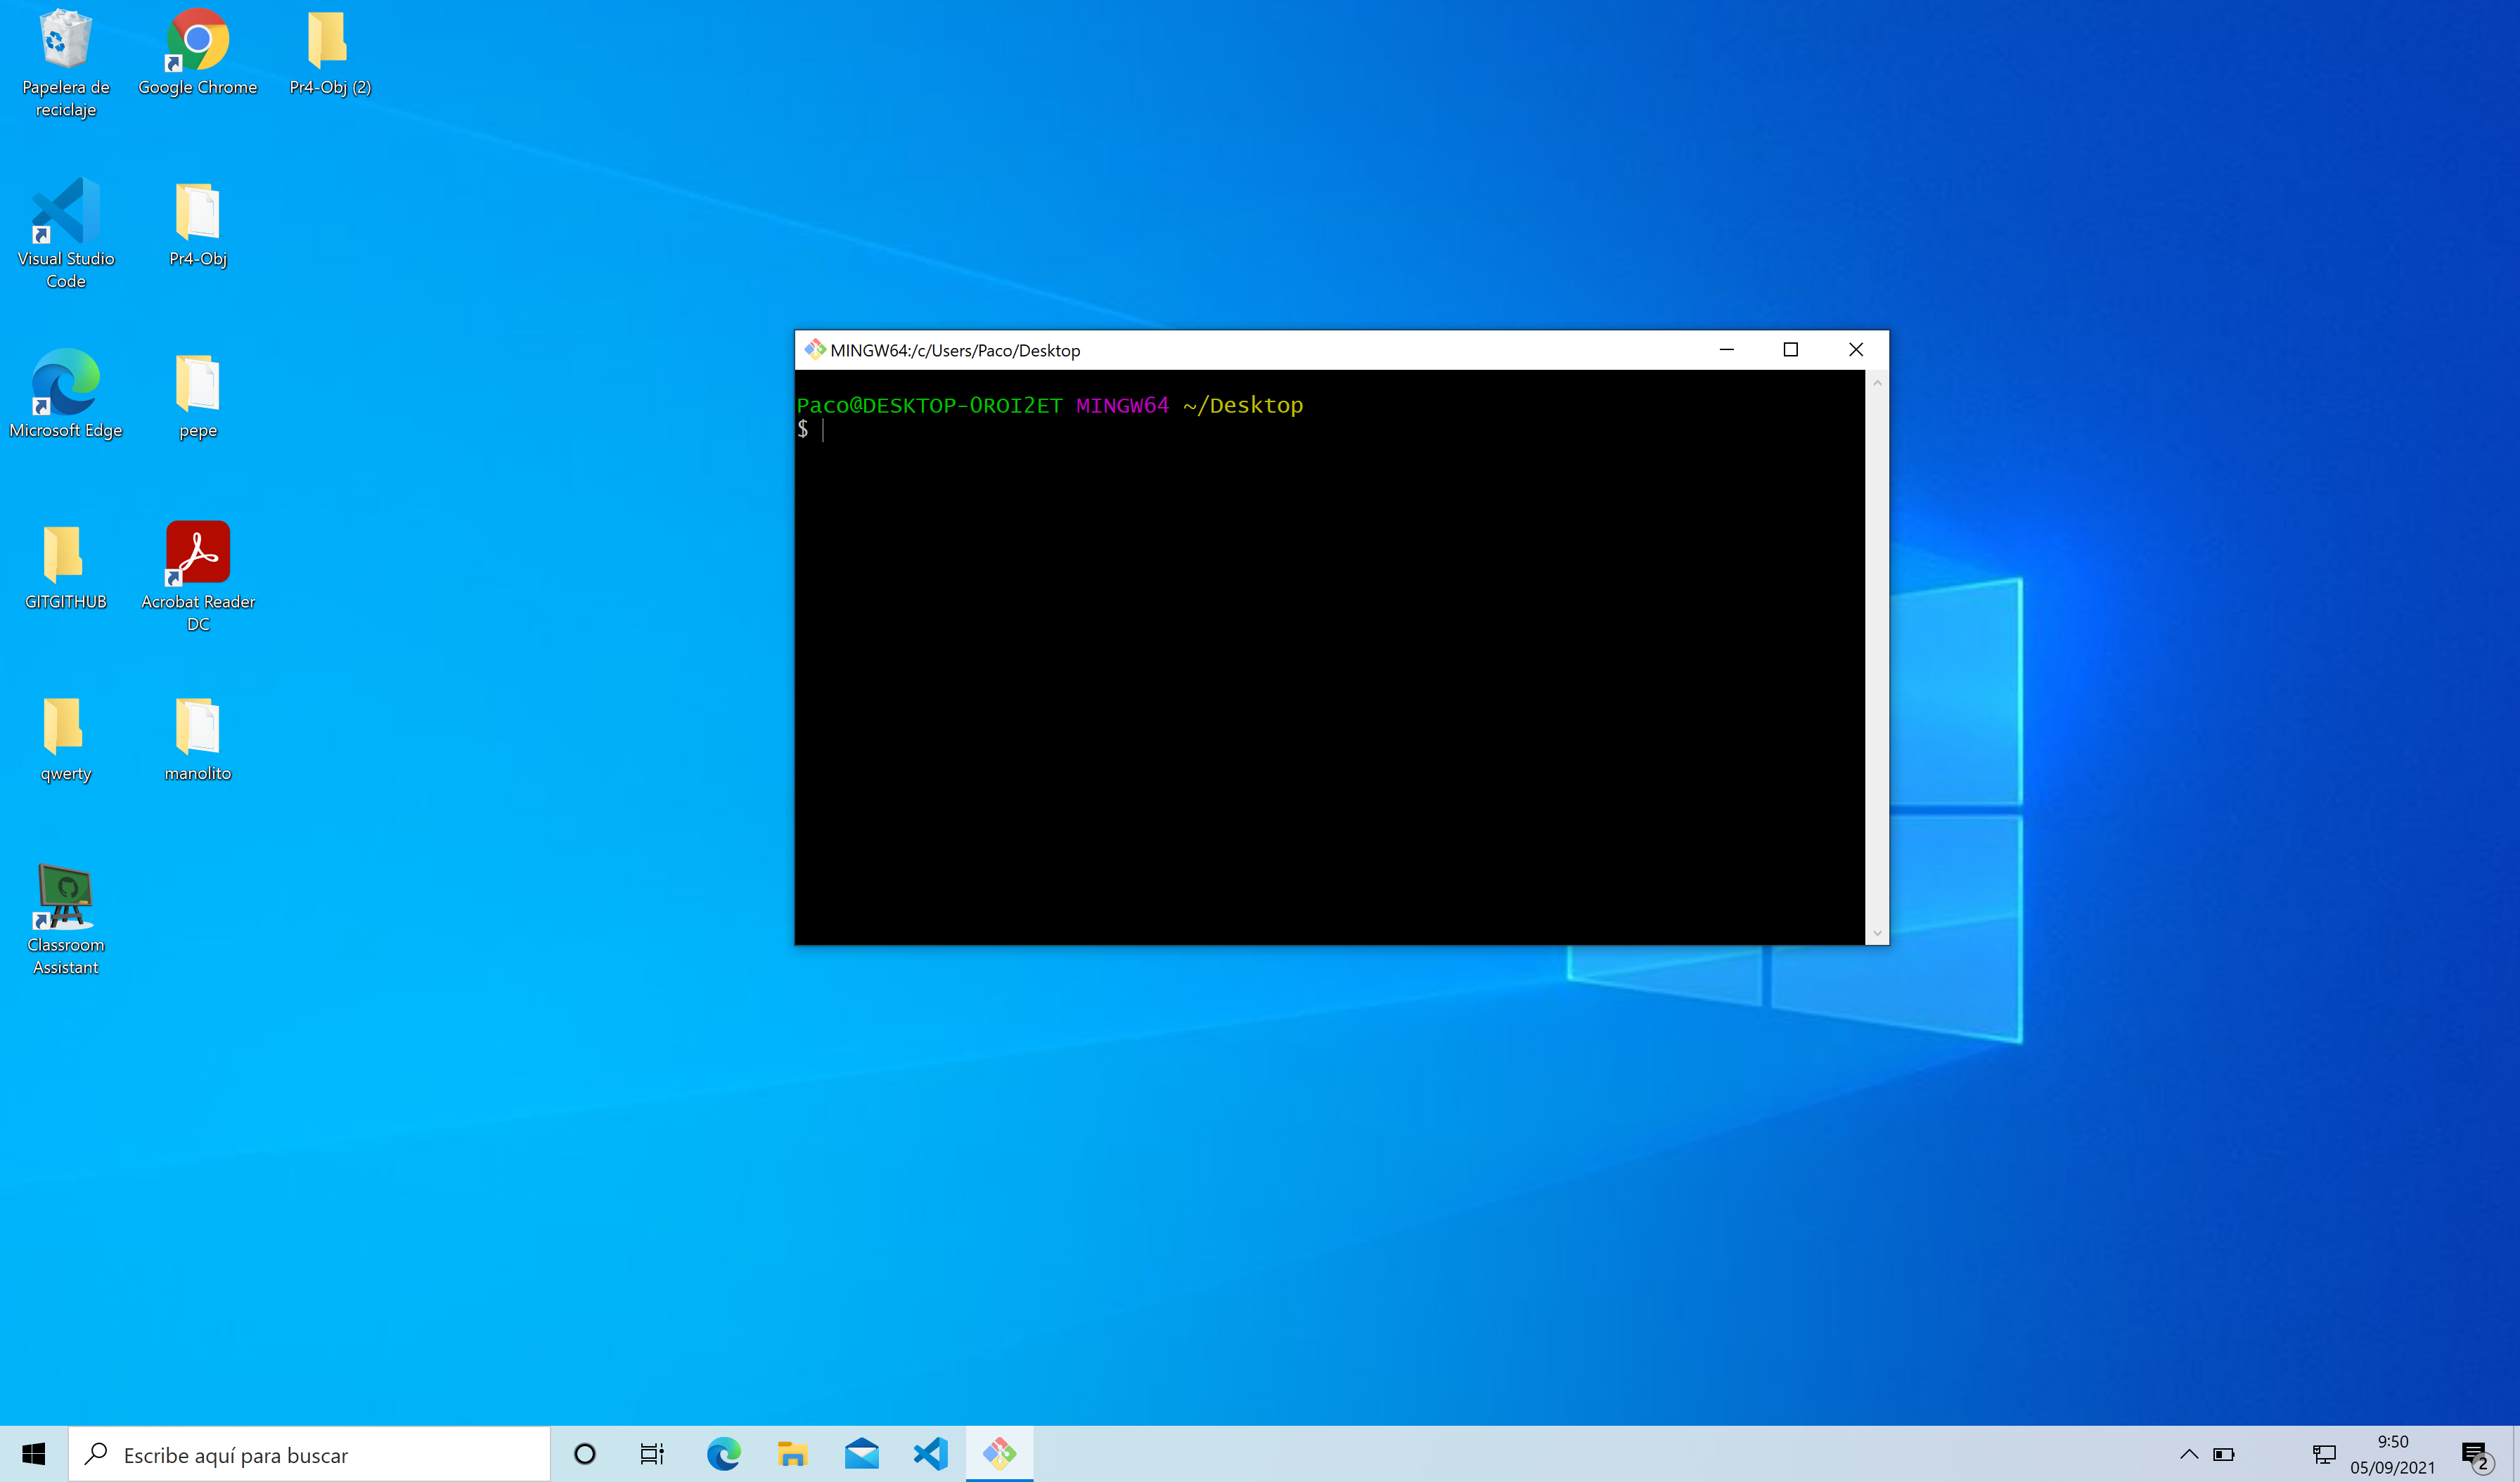 Papelera de
reciclaje
Google Chrome
Pr4-Obj (2)
Visual Studio
Code
Pr4-Obj
Microsoft Edge
pepe
GITGITHUB
Acrobat Reader
DC
qwerty
manolito
Classroom
Assistant
MINGW64:/c/Users/Paco/Desktop
Paco@DESKTOP-OROI2ET MINGW64 ~/Desktop
$
Escribe aquí para buscar
9:50
05/09/2021
2